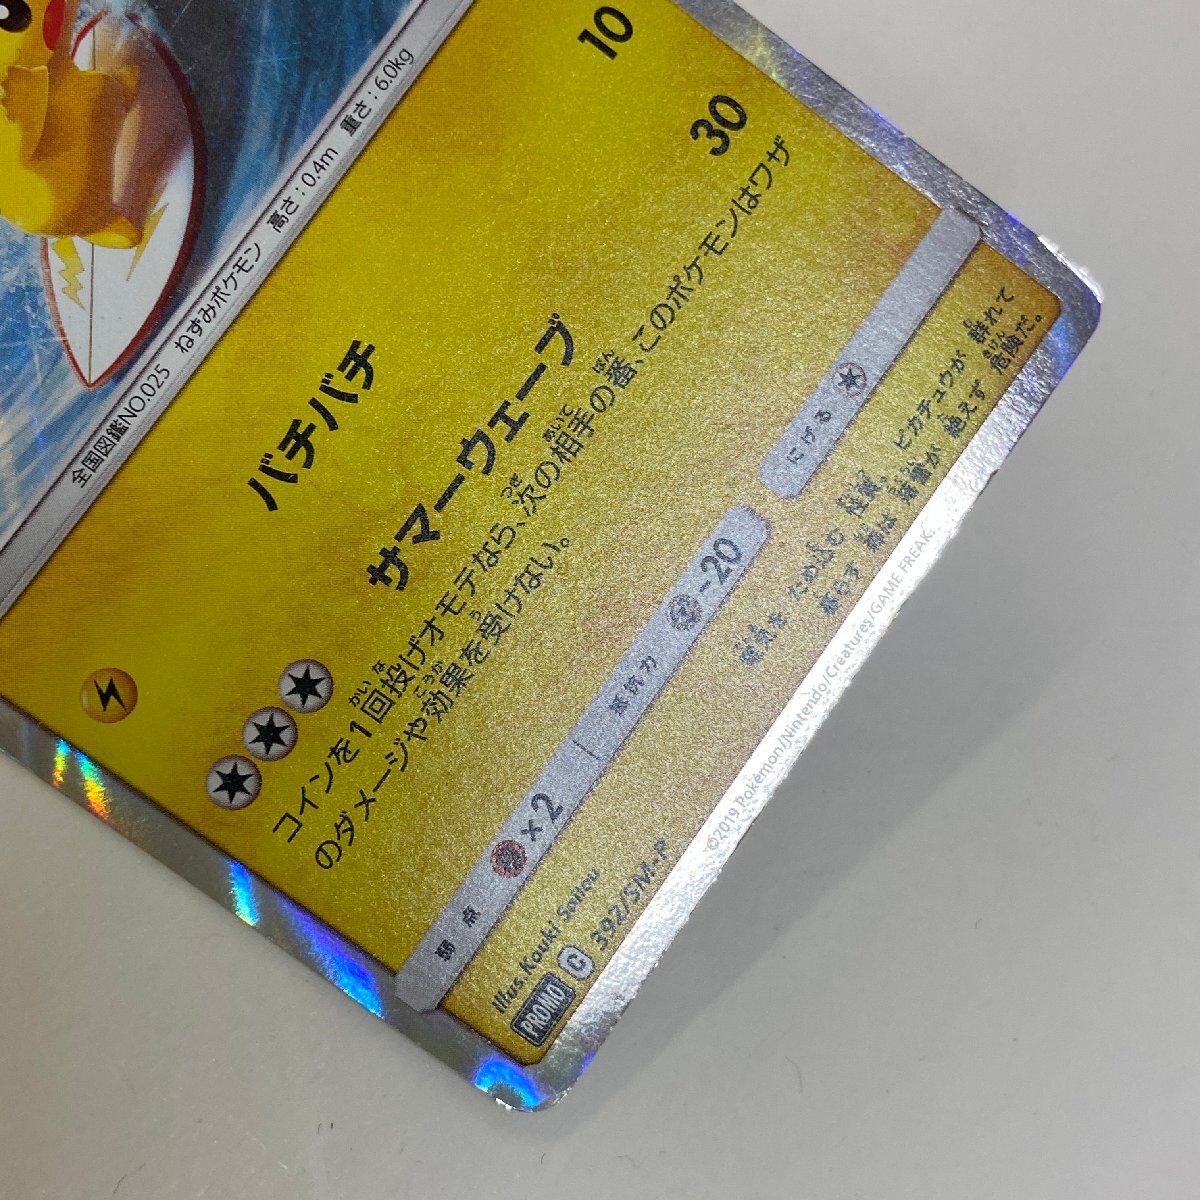 全国図鑑NO.025 ねずみポケモン 高さ:0.4m 重さ:6.0kg
バチバチ 10
サマーウェーブ 30
コインを1回投げオモテなら、次の相手の番、このポケモンはワザ
のダメージや効果を受けない。
弱点 ×2 抵抗力 -20 にげる
Illus.Kouki Saitou
PROMO C 392/SM-P
電気を ため込む 性質。 ピカチュウが 群れて
暮らす 森は 落雷が 絶えず 危険だ。
©2019 Pokémon/Nintendo/Creatures/GAME FREAK.